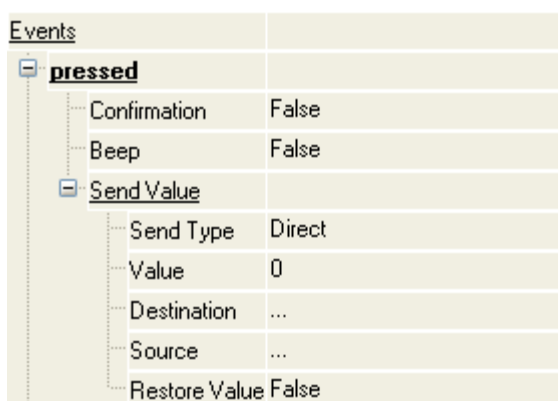 Events
pressed
Confirmation False
Beep False
Send Value
Send Type Direct
Value 0
Destination ...
Source ...
Restore Value False